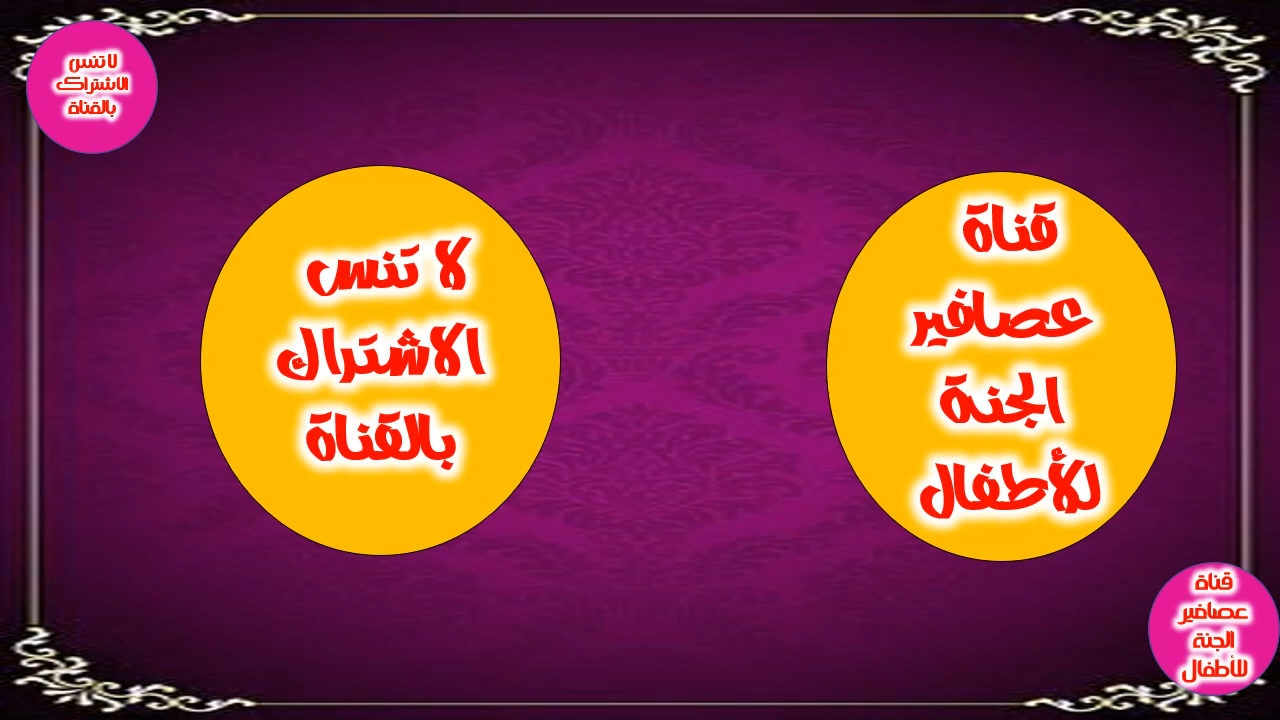 لا تنس
الاشتراك
بالقناة
قناة
عصافير
الجنة
للأطفال
لا تنس
الاشتراك
بالقناة
قناة
عصافير
الجنة
للأطفال